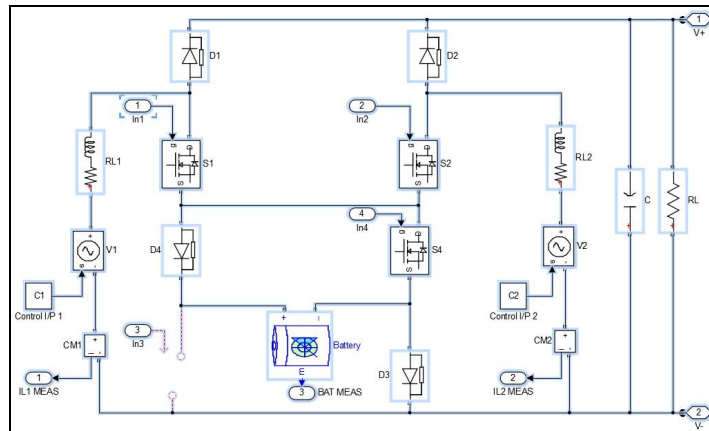 1
V+
D1
D2
1
In1
2
In2
g
D
S
S1
g
D
S
S2
RL1
+
RL2
+
C
+
RL
+
4
In4
g
D
S
S4
D4
V1
+
-
s
V2
+
-
s
C1
Control I/P 1
C2
Control I/P 2
3
In3
+
–
Battery
m
CM1
+
-
CM2
+
-
D3
1
IL1 MEAS
3
BAT MEAS
2
IL2 MEAS
2
V-